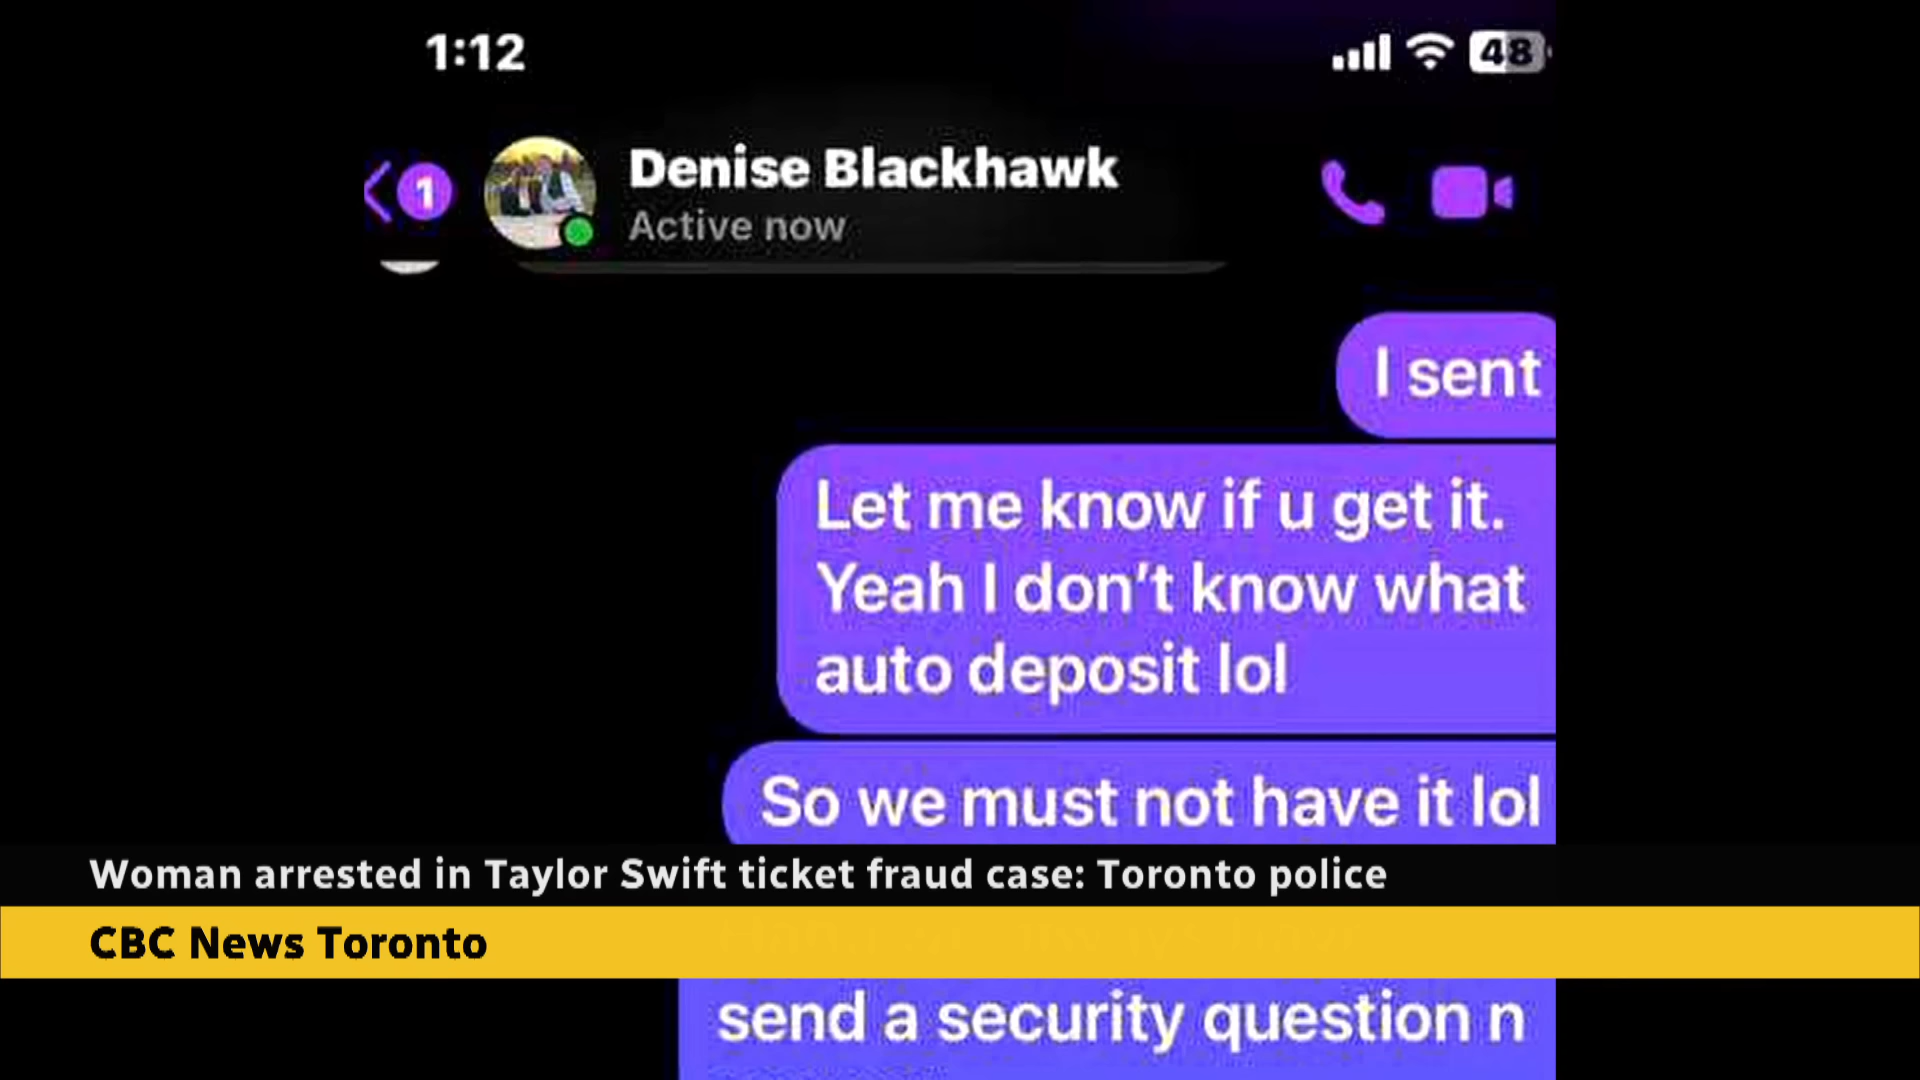 1:12
48
1
Denise Blackhawk
Active now
I sent
Let me know if u get it.
Yeah I don't know what
auto deposit lol
So we must not have it lol
Woman arrested in Taylor Swift ticket fraud case: Toronto police
CBC News Toronto
send a security question n